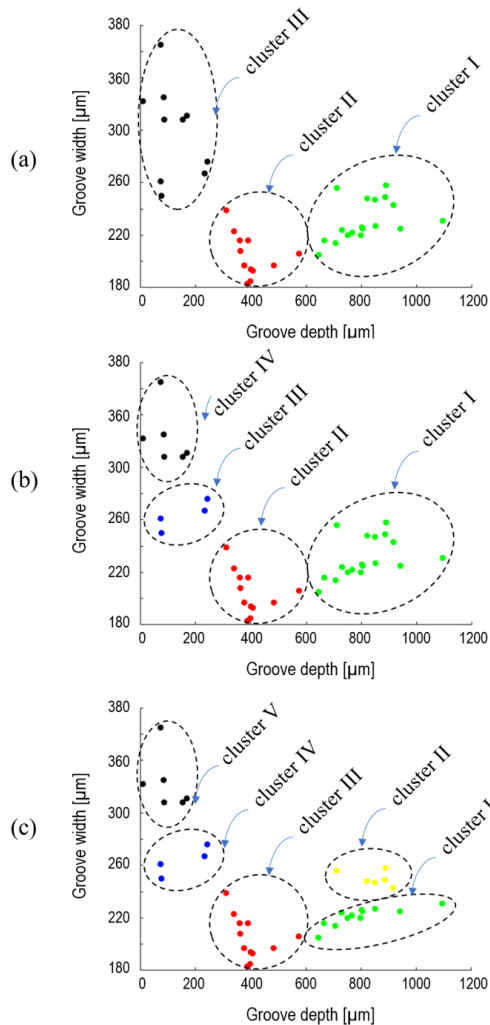 (a)
Groove width [µm]
380
360
300
260
220
180
0
200
400
600
800
1000
1200
Groove depth [µm]
cluster III
cluster II
cluster I
(b)
Groove width [µm]
380
360
300
260
220
180
0
200
400
600
800
1000
1200
Groove depth [µm]
cluster IV
cluster III
cluster II
cluster I
(c)
Groove width [µm]
380
360
300
260
220
180
0
200
400
600
800
1000
1200
Groove depth [µm]
cluster V
cluster IV
cluster III
cluster II
cluster I